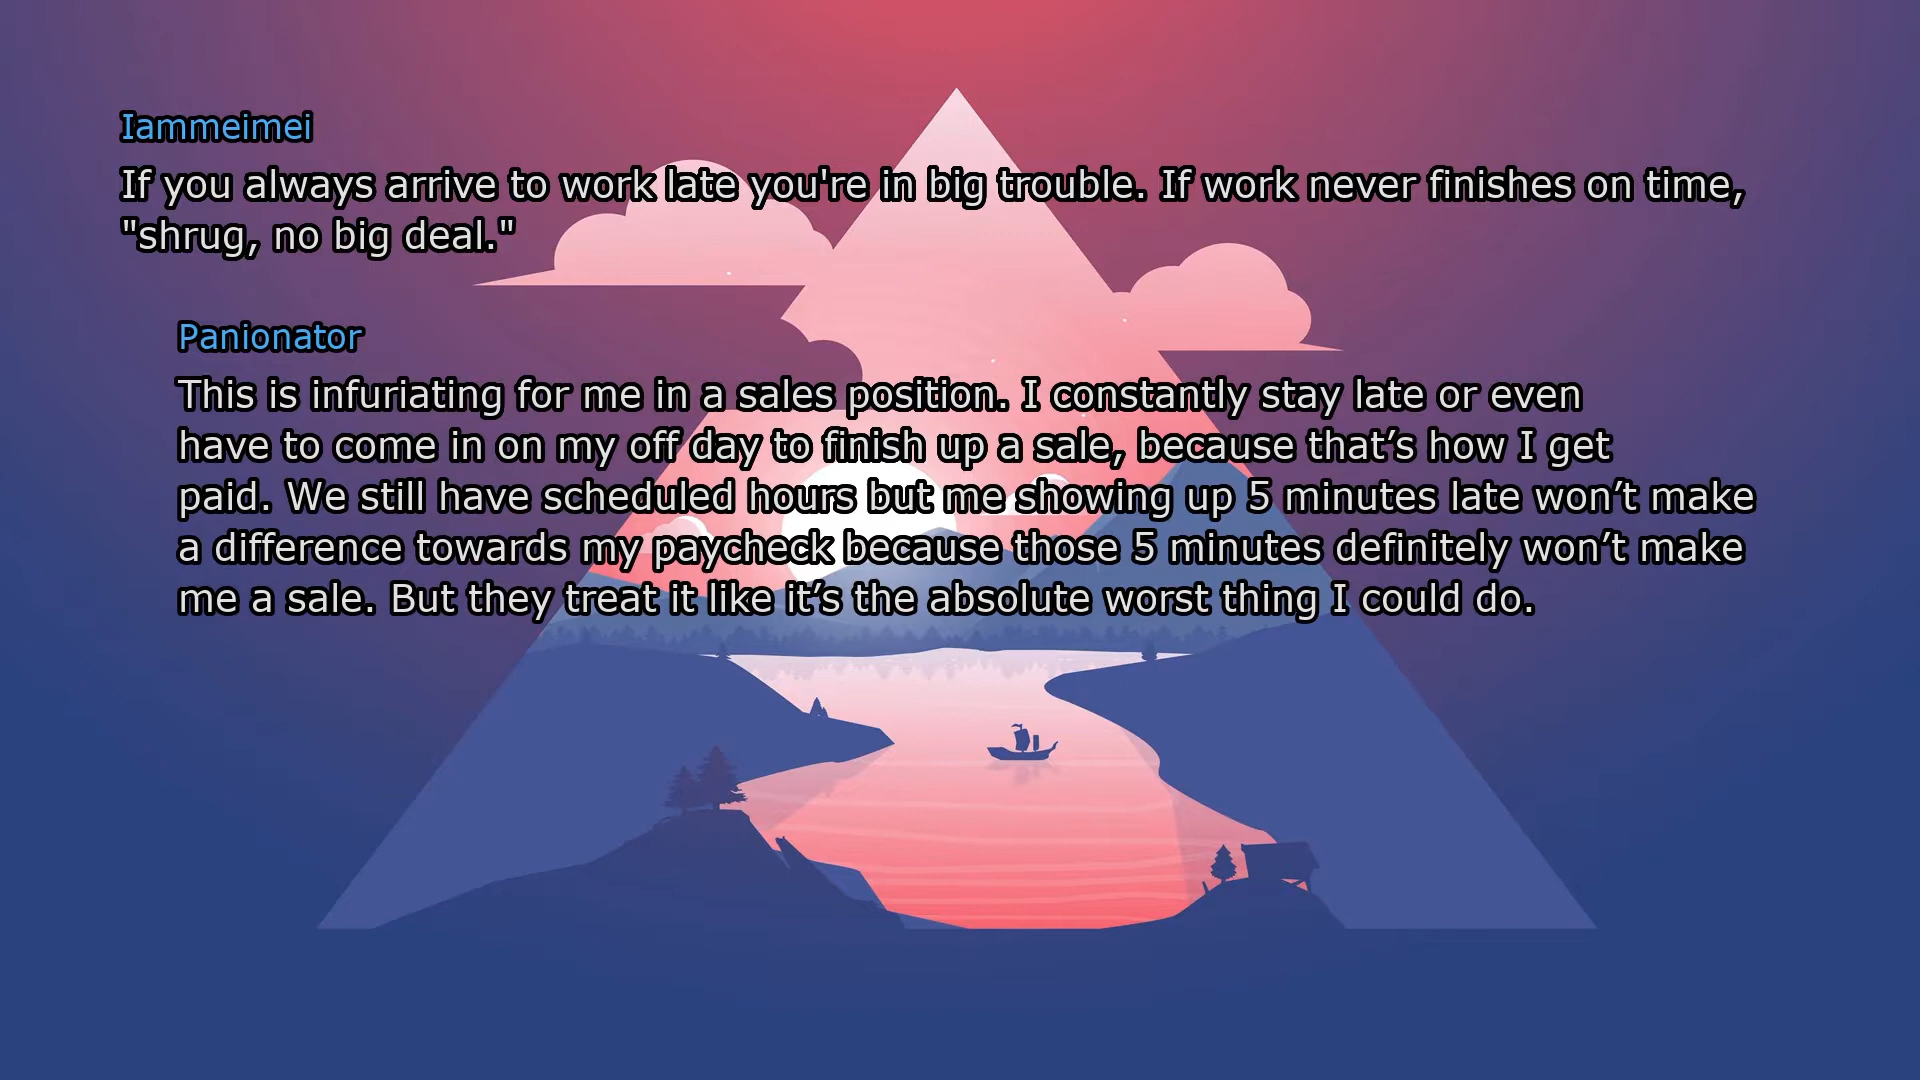 Iammeimei
If you always arrive to work late you're in big trouble. If work never finishes on time,
"shrug, no big deal."
Panionator
This is infuriating for me in a sales position. I constantly stay late or even
have to come in on my off day to finish up a sale, because that’s how I get
paid. We still have scheduled hours but me showing up 5 minutes late won’t make
a difference towards my paycheck because those 5 minutes definitely won’t make
me a sale. But they treat it like it’s the absolute worst thing I could do.